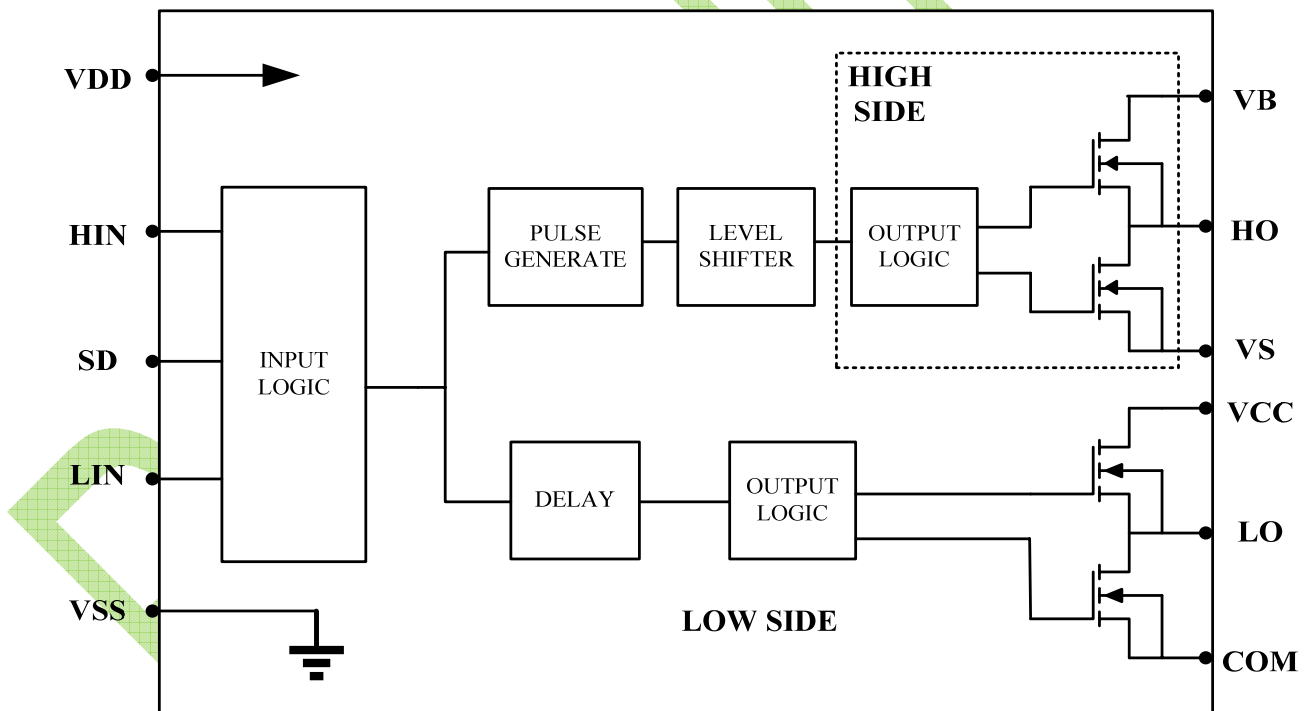 VDD
HIN
SD
LIN
VSS
INPUT
LOGIC
PULSE
GENERATE
LEVEL
SHIFTER
HIGH
SIDE
OUTPUT
LOGIC
DELAY
OUTPUT
LOGIC
LOW SIDE
VB
HO
VS
VCC
LO
COM